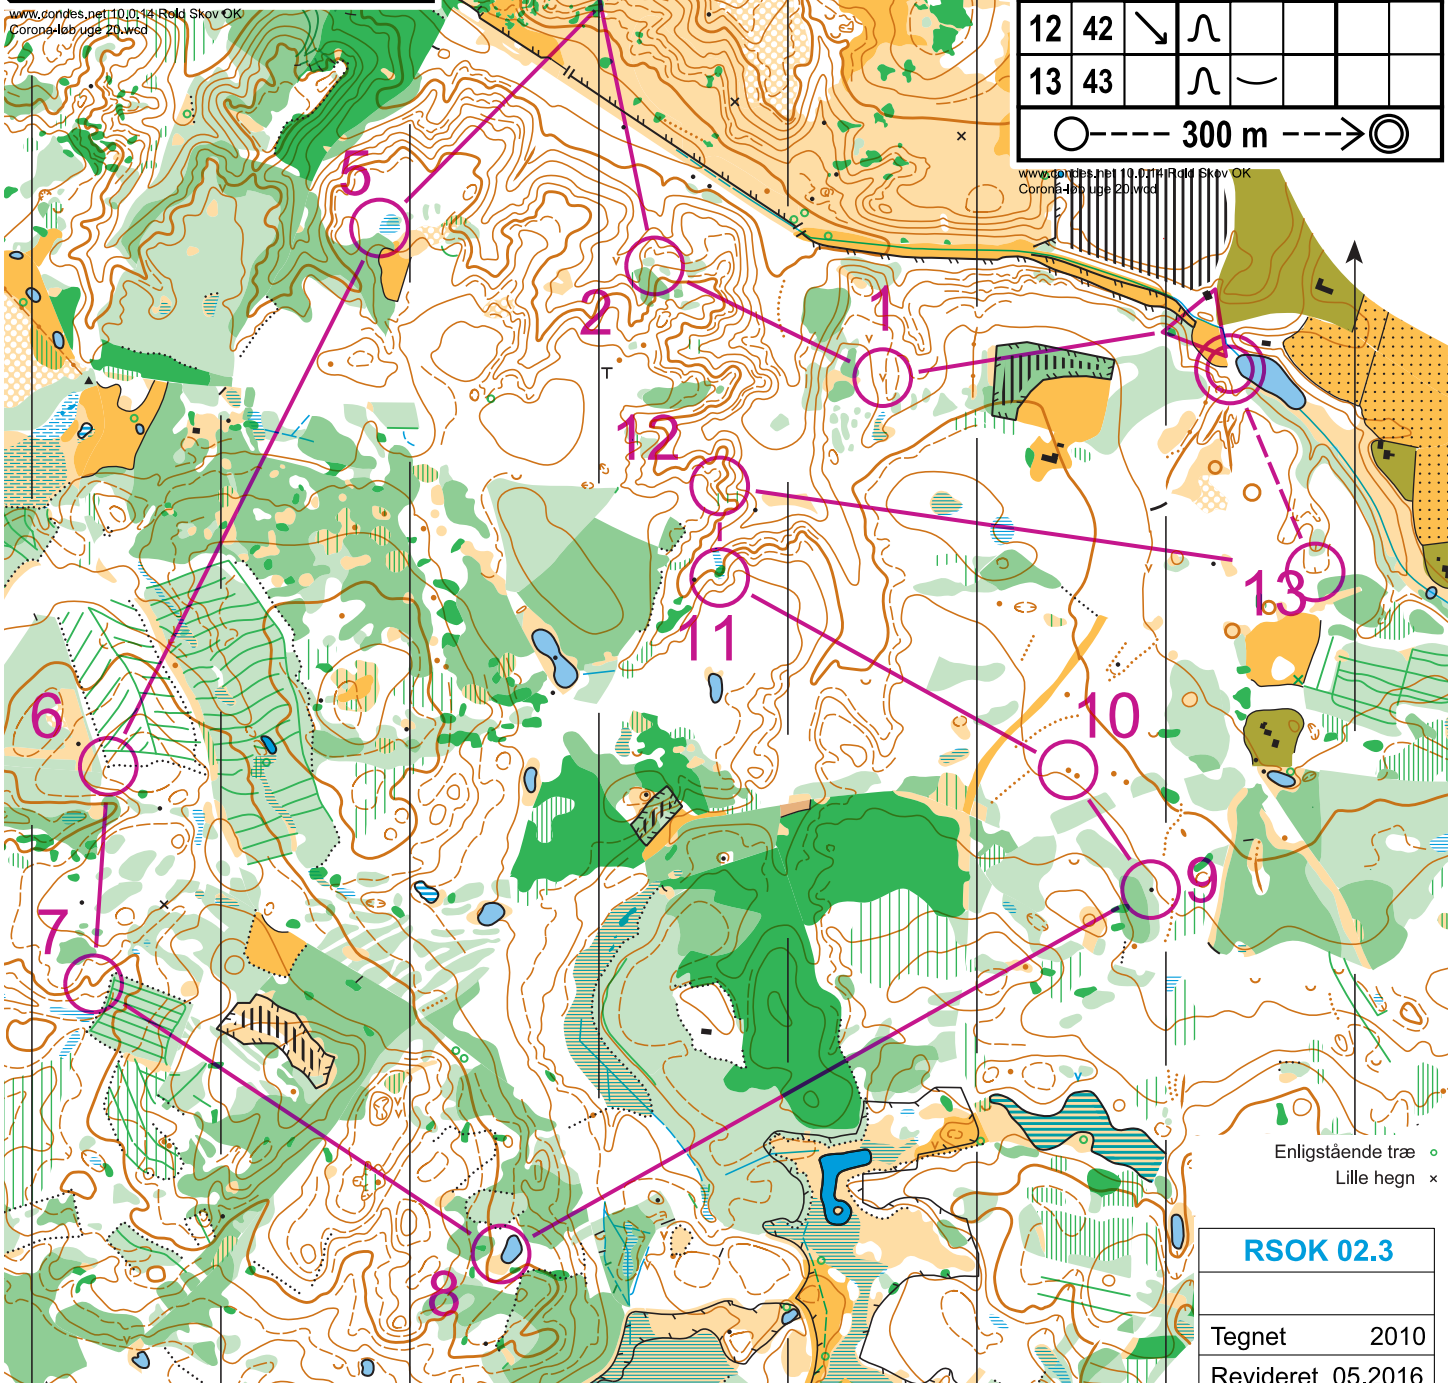 www.condes.net 10.0.14 Rold Skov OK
Corona-løb uge 20.wcd
12 42
13 43
300 m
www.condes.net 10.0.14 Rold Skov OK
Corona-løb uge 20.wcd
5
2
1
12
11
13
6
10
9
7
8
Enligstående træ
Lille hegn ×
RSOK 02.3
Tegnet 2010
Revideret 05.2016